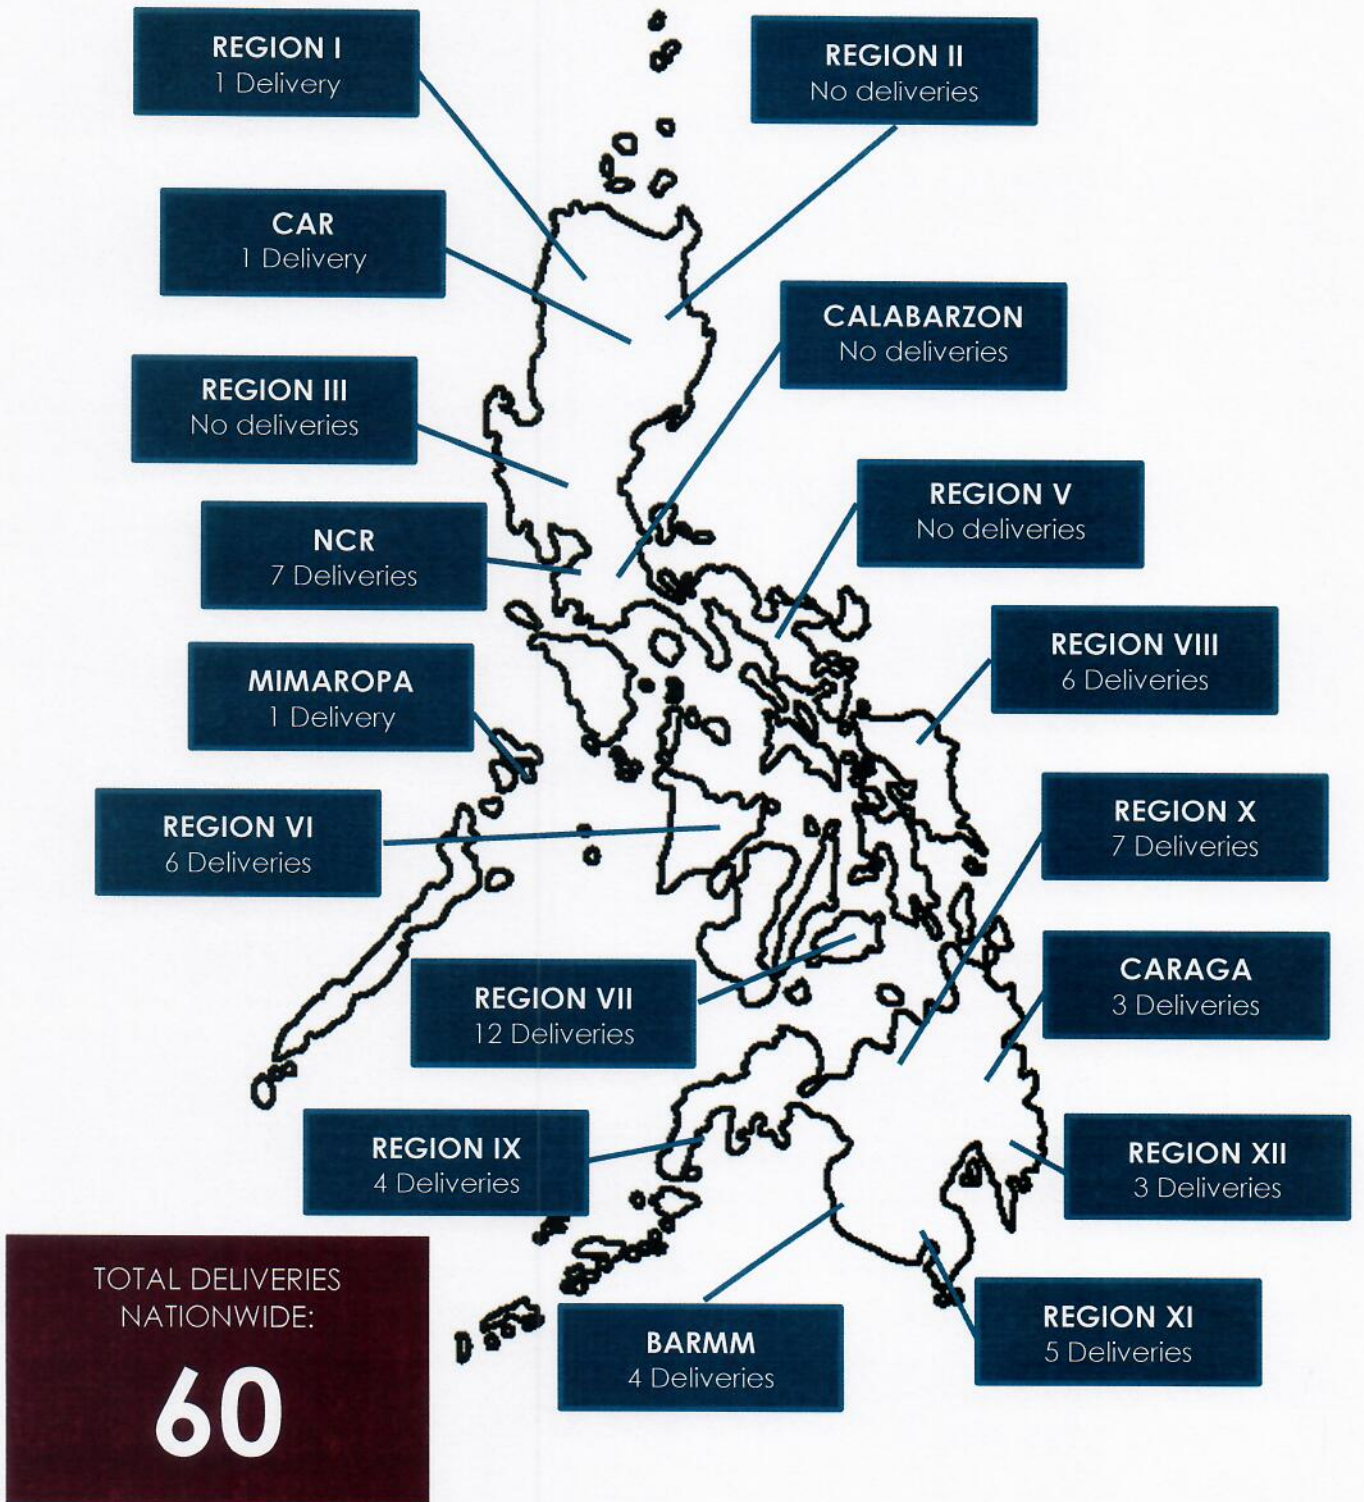 REGION I
1 Delivery
REGION II
No deliveries
CAR
1 Delivery
CALABARZON
No deliveries
REGION III
No deliveries
REGION V
No deliveries
NCR
7 Deliveries
REGION VIII
6 Deliveries
MIMAROPA
1 Delivery
REGION X
7 Deliveries
REGION VI
6 Deliveries
CARAGA
3 Deliveries
REGION VII
12 Deliveries
REGION IX
4 Deliveries
REGION XII
3 Deliveries
TOTAL DELIVERIES
NATIONWIDE:
60
BARMM
4 Deliveries
REGION XI
5 Deliveries